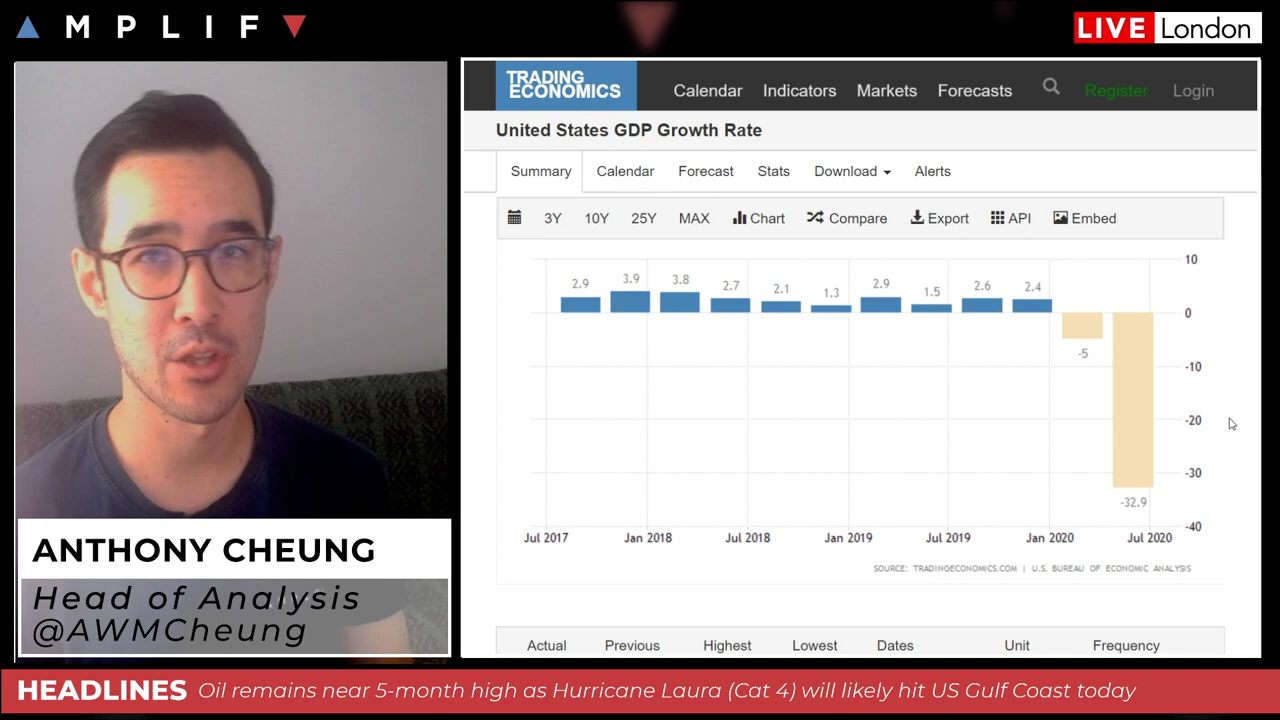 AMPLIFY
LIVE London
TRADING
ECONOMICS
Calendar Indicators Markets Forecasts Register Login
United States GDP Growth Rate
Summary Calendar Forecast Stats Download Alerts
3Y 10Y 25Y MAX Chart Compare Export API Embed
10
0
-10
-20
-30
-40
2.9 3.9 3.8 2.7 2.1 1.3 2.9 1.5 2.6 2.4 -5 -32.9
Jul 2017 Jan 2018 Jul 2018 Jan 2019 Jul 2019 Jan 2020 Jul 2020
SOURCE: TRADINGECONOMICS.COM | U.S. BUREAU OF ECONOMIC ANALYSIS
Actual Previous Highest Lowest Dates Unit Frequency
ANTHONY CHEUNG
Head of Analysis
@AWMCheung
HEADLINES Oil remains near 5-month high as Hurricane Laura (Cat 4) will likely hit US Gulf Coast today